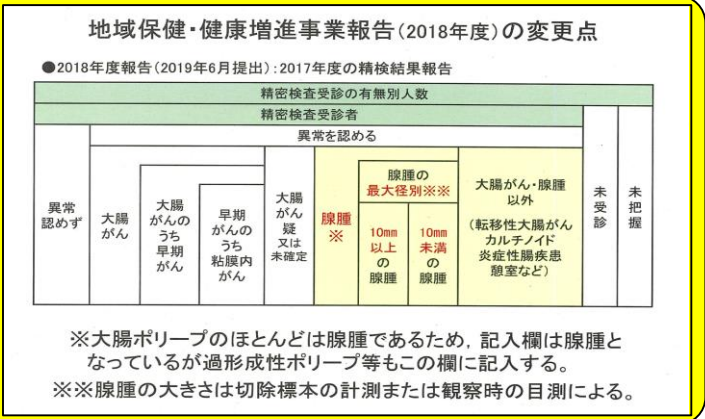 地域保健・健康増進事業報告(2018年度)の変更点
●2018年度報告(2019年6月提出):2017年度の精検結果報告
精密検査受診の有無別人数
精密検査受診者
異常を認める
異常
認めず
大腸
がん
大腸
がんの
うち
早期
がん
早期
がんの
うち
粘膜内
がん
大腸
がん
疑
又は
未確定
腺腫
※
腺腫の
最大径別※※
10mm
以上
の
腺腫
10mm
未満
の
腺腫
大腸がん・腺腫
以外
(転移性大腸がん
カルチノイド
炎症性腸疾患
憩室など)
未
受
診
未
把
握
※大腸ポリープのほとんどは腺腫であるため,記入欄は腺腫と
なっているが過形成性ポリープ等もこの欄に記入する。
※※腺腫の大きさは切除標本の計測または観察時の目測による。